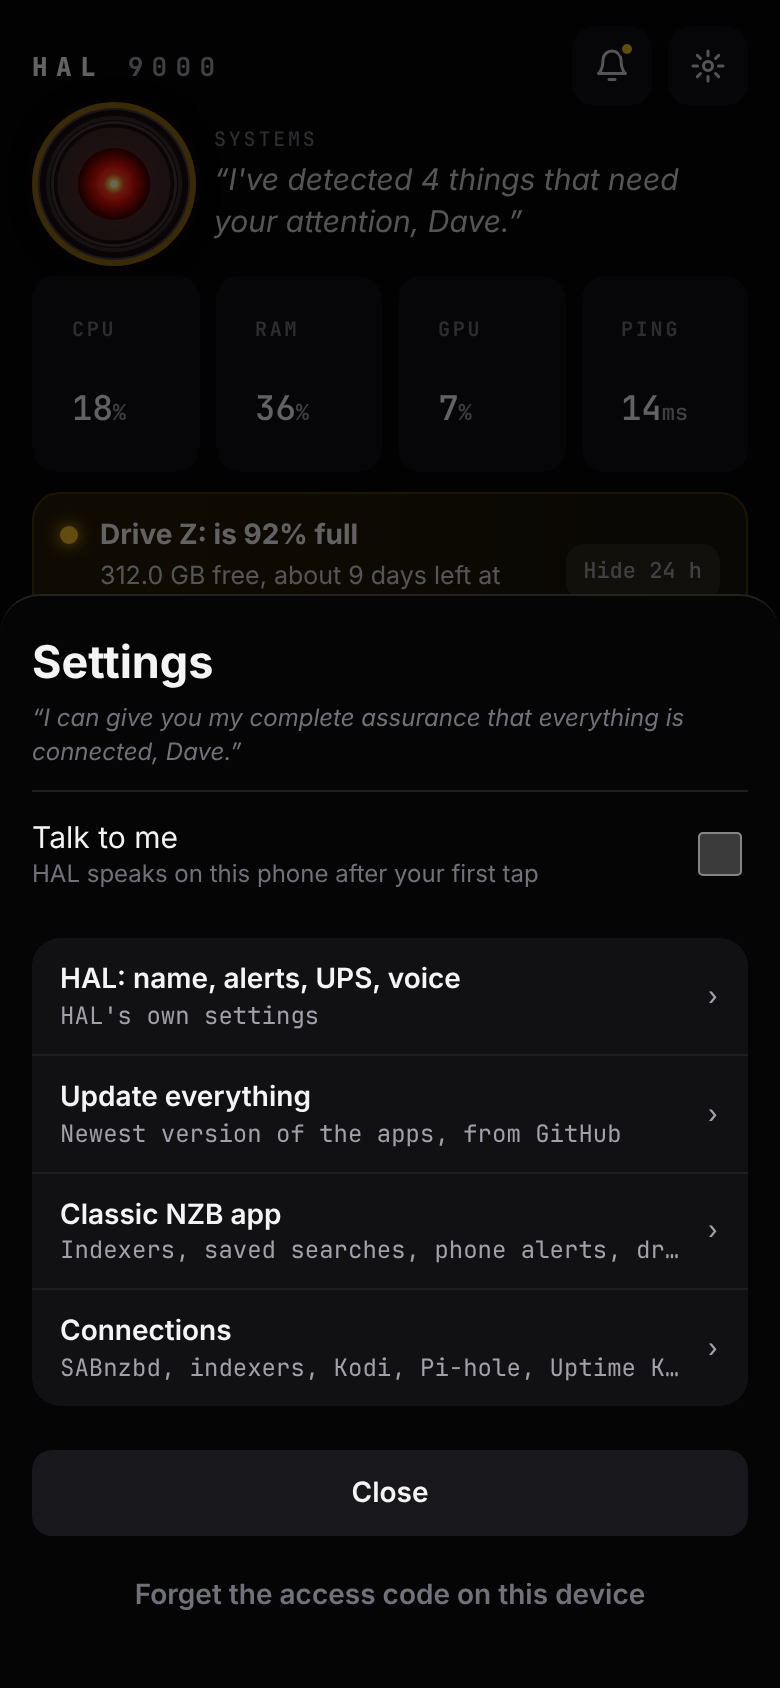 HAL 9000
SYSTEMS
“I've detected 4 things that need
your attention, Dave.”
CPU RAM GPU PING
18% 36% 7% 14ms
Drive Z: is 92% full
312.0 GB free, about 9 days left at
Hide 24 h
Settings
“I can give you my complete assurance that everything is
connected, Dave.”
Talk to me
HAL speaks on this phone after your first tap
HAL: name, alerts, UPS, voice
HAL's own settings
›
Update everything
Newest version of the apps, from GitHub
›
Classic NZB app
Indexers, saved searches, phone alerts, dr…
›
Connections
SABnzbd, indexers, Kodi, Pi-hole, Uptime K…
›
Close
Forget the access code on this device